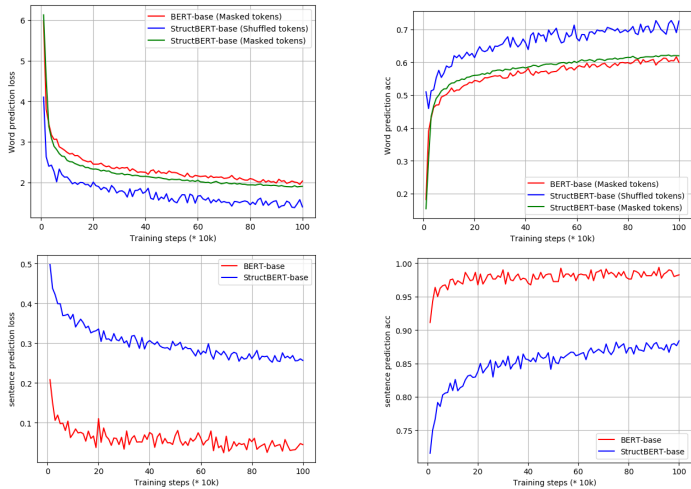 BERT-base (Masked tokens)
StructBERT-base (Shuffled tokens)
StructBERT-base (Masked tokens)
Word prediction loss
6
5
4
3
2
1
0
20
40
60
80
100
Training steps (* 10k)
Word prediction acc
0.7
0.6
0.5
0.4
0.3
0.2
BERT-base (Masked tokens)
StructBERT-base (Shuffled tokens)
StructBERT-base (Masked tokens)
0
20
40
60
80
100
Training steps (* 10k)
sentence prediction loss
0.5
0.4
0.3
0.2
0.1
BERT-base
StructBERT-base
0
20
40
60
80
100
Training steps (* 10k)
sentence prediction acc
1.00
0.95
0.90
0.85
0.80
0.75
BERT-base
StructBERT-base
0
20
40
60
80
100
Training steps (* 10k)